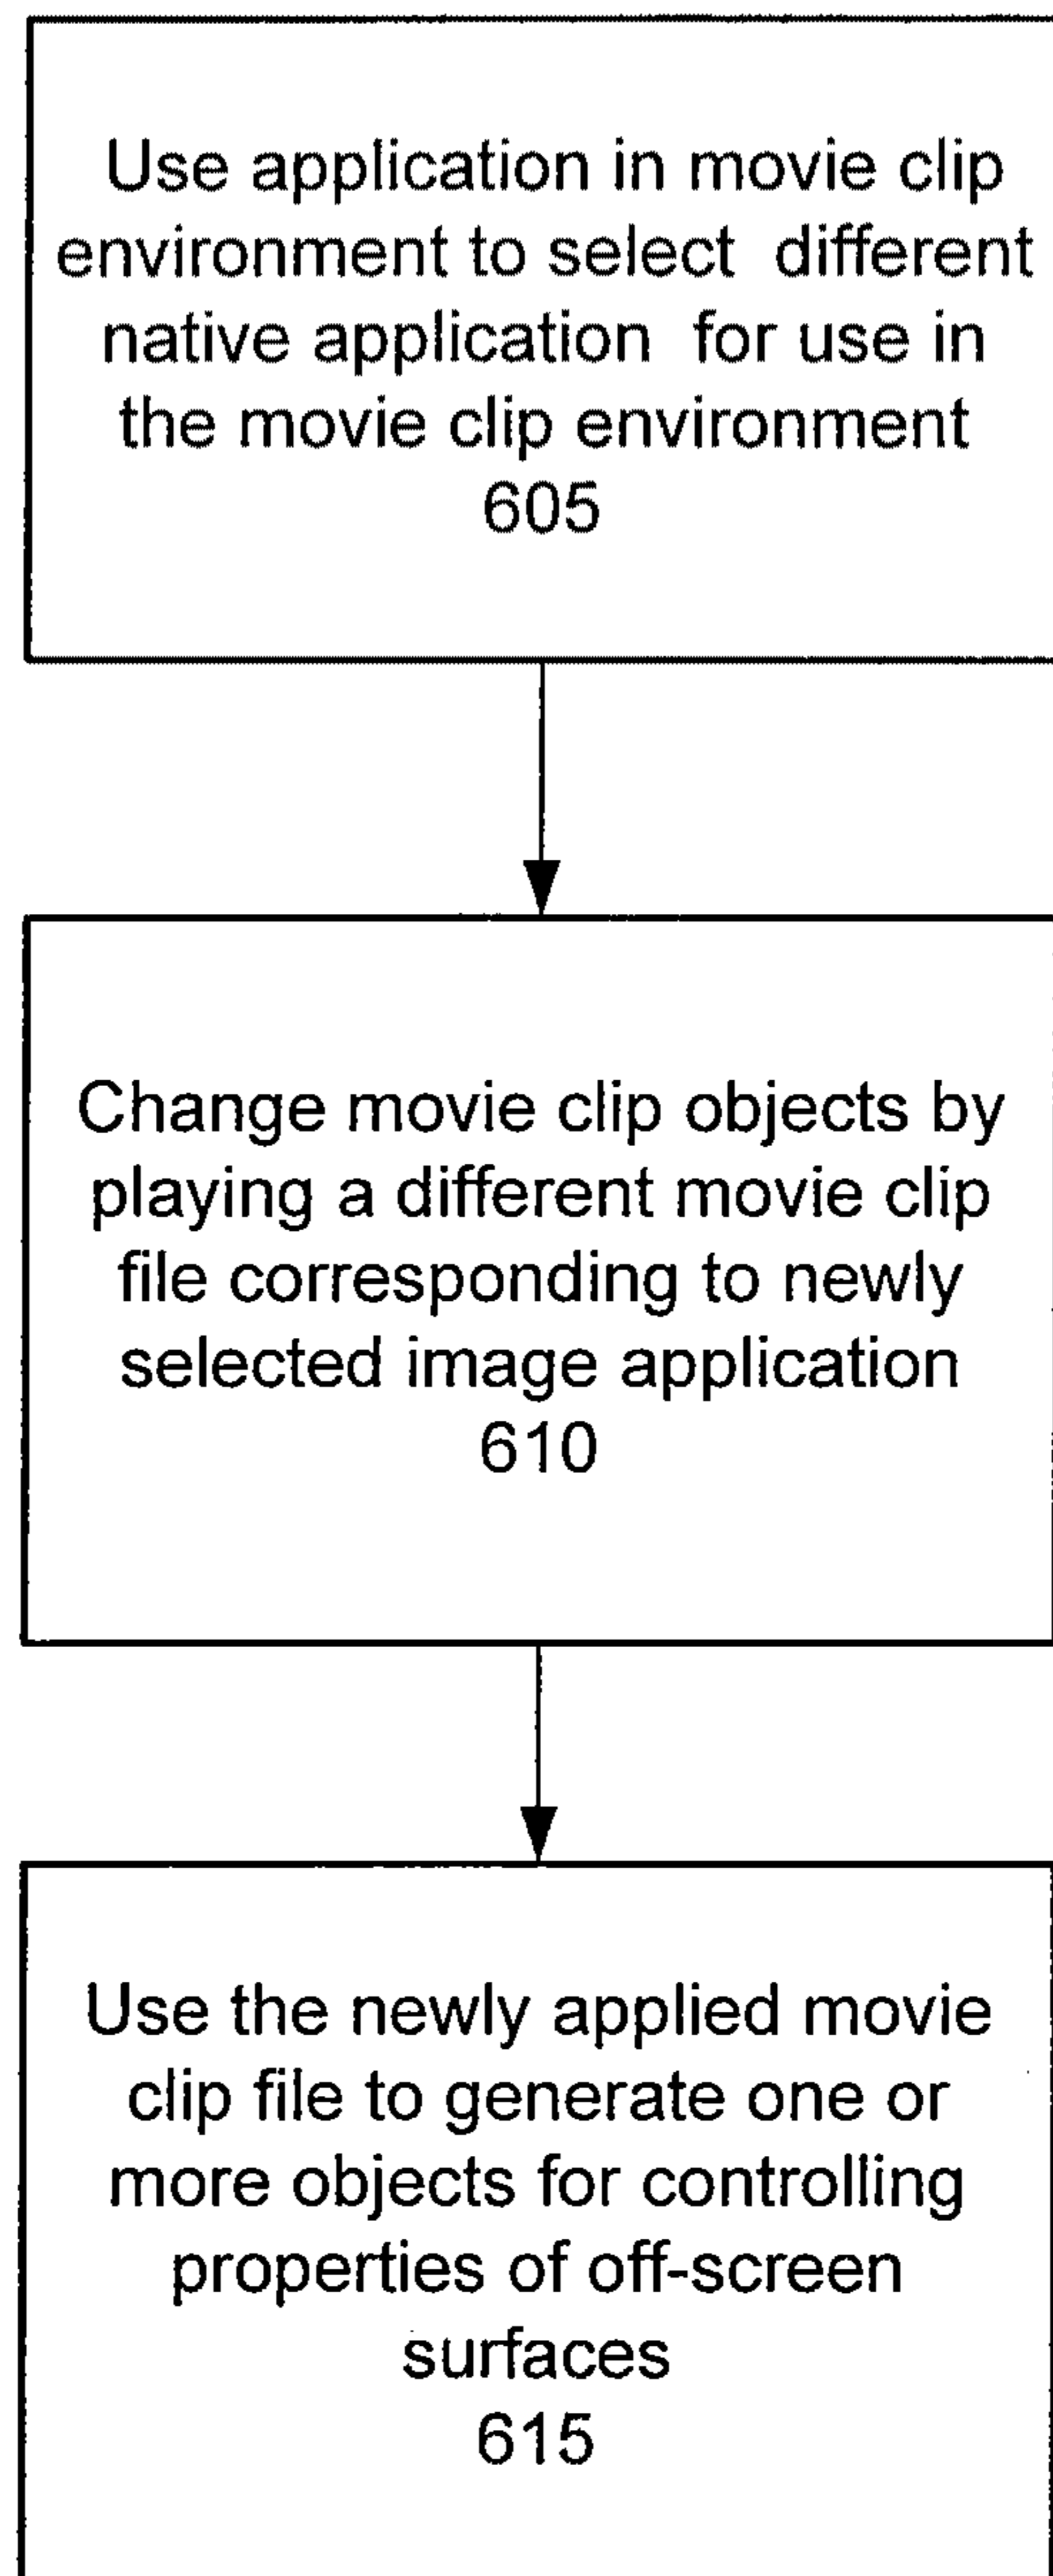 Use application in movie clip
environment to select different
native application for use in
the movie clip environment
605
Change movie clip objects by
playing a different movie clip
file corresponding to newly
selected image application
610
Use the newly applied movie
clip file to generate one or
more objects for controlling
properties of off-screen
surfaces
615